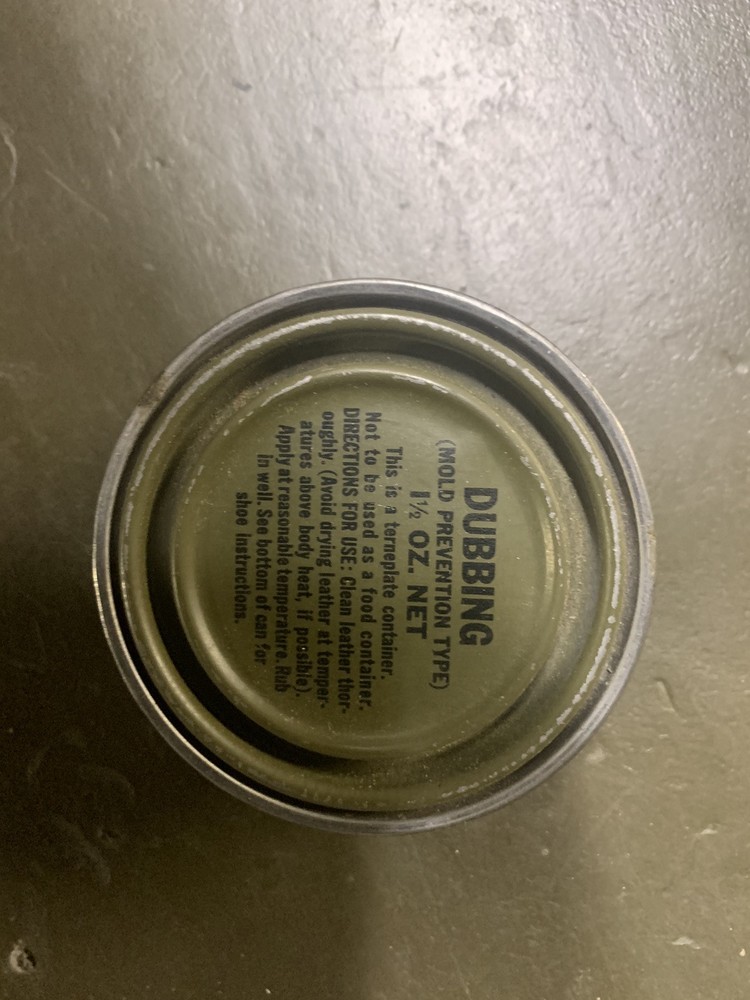 DUBBING
(MOLD PREVENTION TYPE)
1½ OZ. NET
This is a terneplate container.
Not to be used as a food container.
DIRECTIONS FOR USE: Clean leather thor-
oughly. (Avoid drying leather at temper-
atures above body heat, if possible).
Apply at reasonable temperature. Rub
in well. See bottom of can for
shoe instructions.